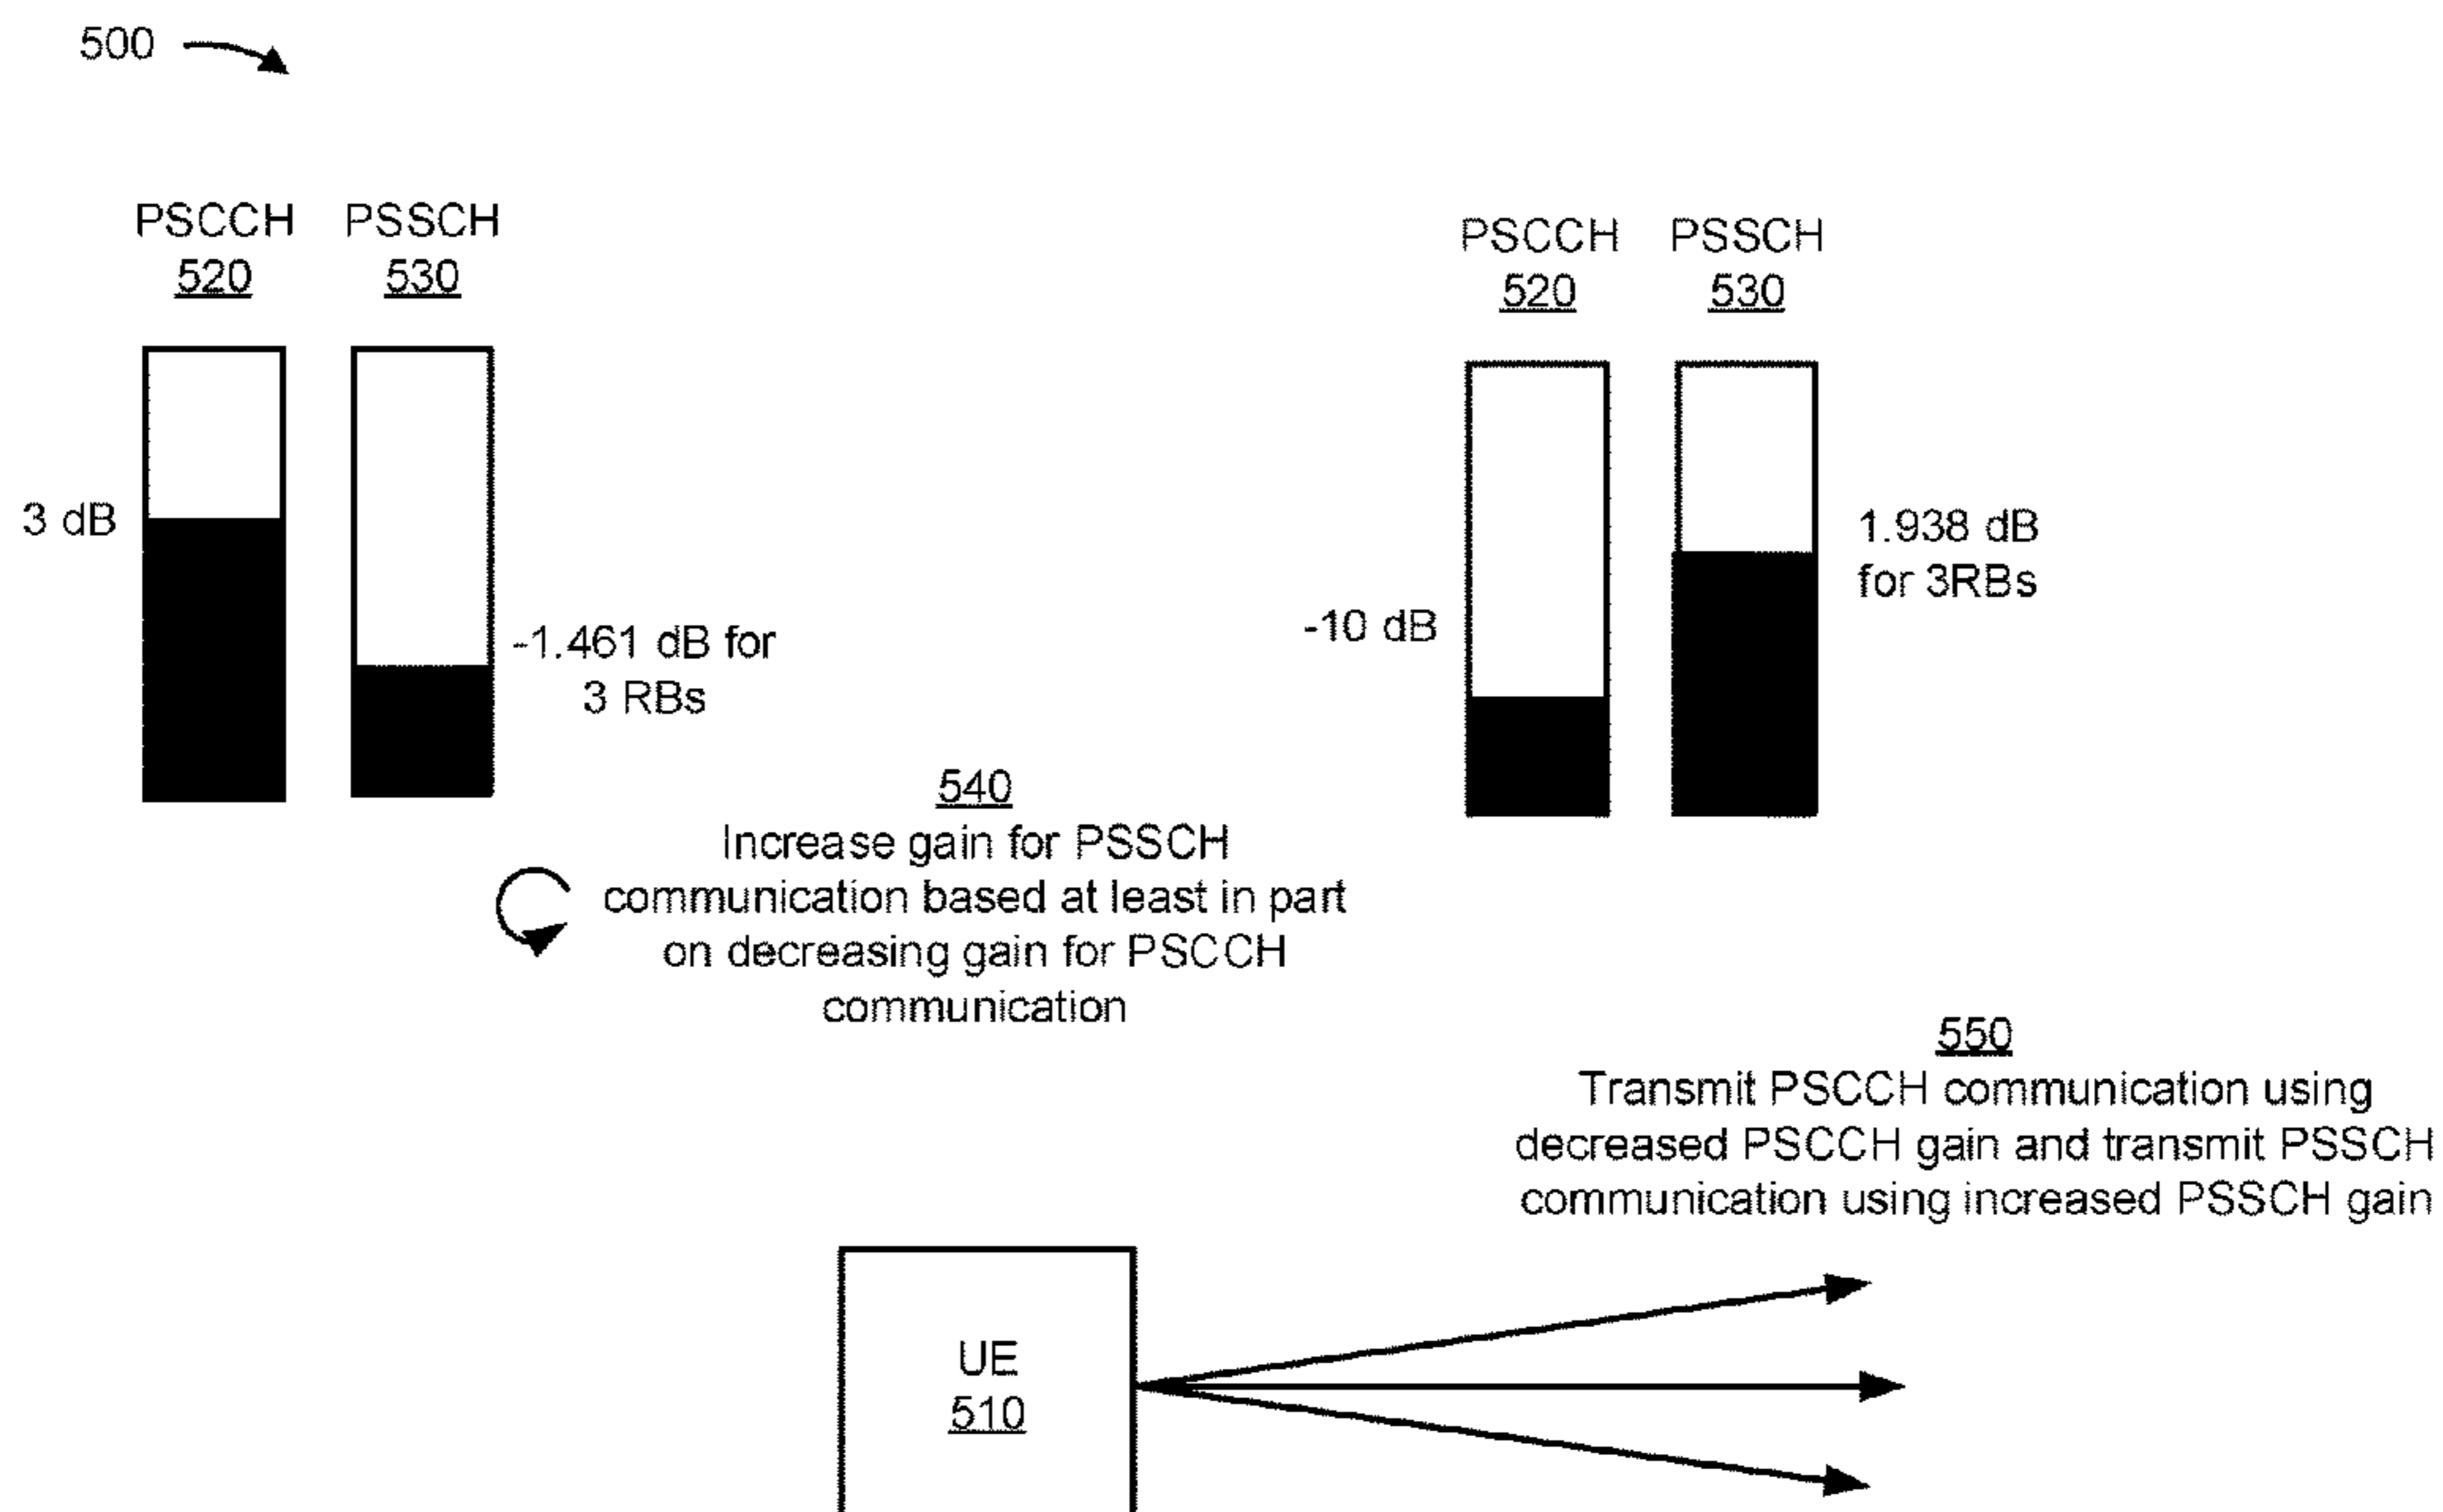 500
PSCCH PSSCH
520 530
3 dB
-1.461 dB for
3 RBs
PSCCH PSSCH
520 530
-10 dB
1.938 dB
for 3RBs
540
Increase gain for PSSCH
communication based at least in part
on decreasing gain for PSCCH
communication
550
Transmit PSCCH communication using
decreased PSCCH gain and transmit PSSCH
communication using increased PSSCH gain
UE
510